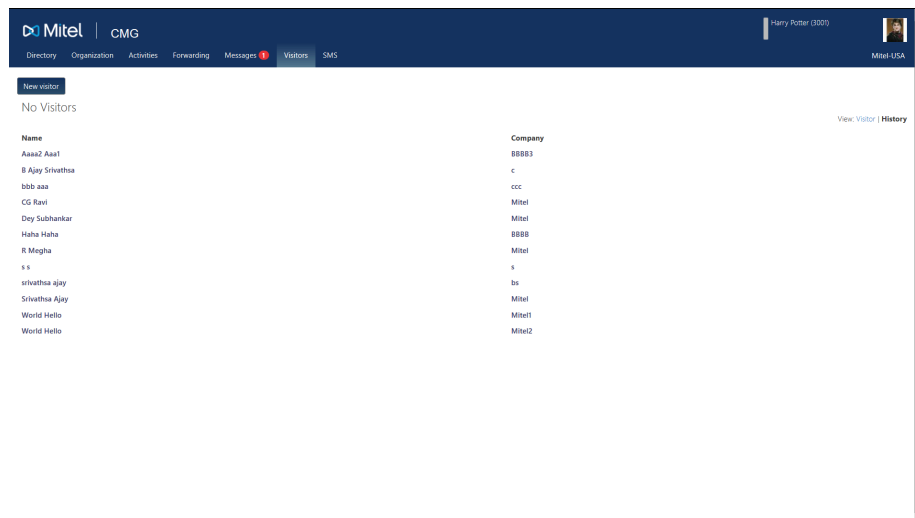 Mitel | CMG
Harry Potter (3001)
Directory Organization Activities Forwarding Messages 1 Visitors SMS
Mitel-USA
New visitor
No Visitors
View: Visitor | History
Name Company
Aaaa2 Aaa1 BBBB3
B Ajay Srivathsa c
bbb aaa ccc
CG Ravi Mitel
Dey Subhankar Mitel
Haha Haha BBBB
R Megha Mitel
s s s
srivathsa ajay bs
Srivathsa Ajay Mitel
World Hello Mitel1
World Hello Mitel2